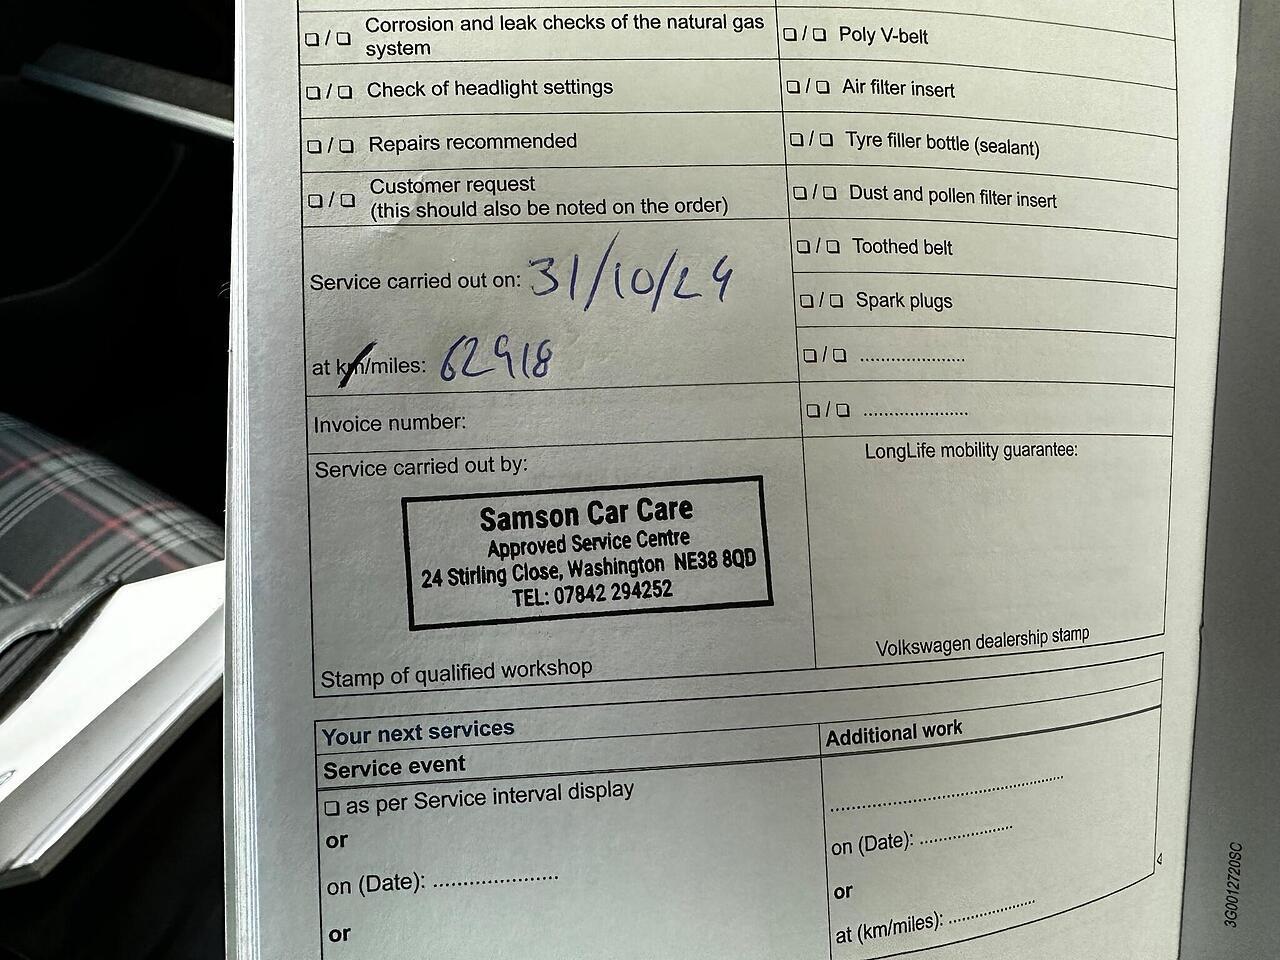 ❏ / ❏ Corrosion and leak checks of the natural gas
system
❏ / ❏ Check of headlight settings
❏ / ❏ Repairs recommended
❏ / ❏ Customer request
(this should also be noted on the order)
Service carried out on: 31/10/24
at km/miles: 62918
Invoice number:
Service carried out by:
Samson Car Care
Approved Service Centre
24 Stirling Close, Washington NE38 8QD
TEL: 07842 294252
Stamp of qualified workshop
❏ / ❏ Poly V-belt
❏ / ❏ Air filter insert
❏ / ❏ Tyre filler bottle (sealant)
❏ / ❏ Dust and pollen filter insert
❏ / ❏ Toothed belt
❏ / ❏ Spark plugs
❏ / ❏ .....................
❏ / ❏ .....................
LongLife mobility guarantee:
Volkswagen dealership stamp
Your next services
Service event
❏ as per Service interval display
or
on (Date): .....................
or
Additional work
..............................................
on (Date): ..................
or
at (km/miles): .................
3G0012720SC